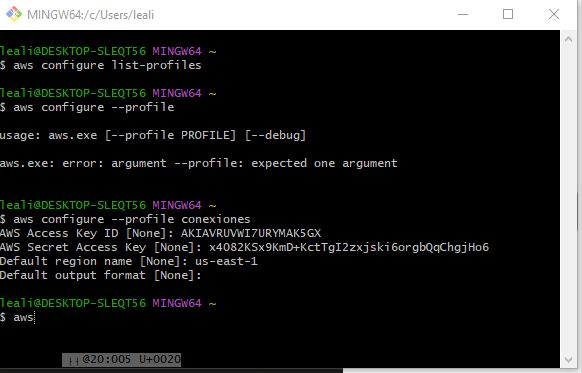 MINGW64:/c/Users/leali
leali@DESKTOP-SLEQT56 MINGW64 ~
$ aws configure list-profiles
leali@DESKTOP-SLEQT56 MINGW64 ~
$ aws configure --profile
usage: aws.exe [--profile PROFILE] [--debug]
aws.exe: error: argument --profile: expected one argument
leali@DESKTOP-SLEQT56 MINGW64 ~
$ aws configure --profile conexiones
AWS Access Key ID [None]: AKIAVRUVWI7URYMAK5GX
AWS Secret Access Key [None]: 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
Default region name [None]: us-east-1
Default output format [None]:
leali@DESKTOP-SLEQT56 MINGW64 ~
$ aws
@20:005 U+0020